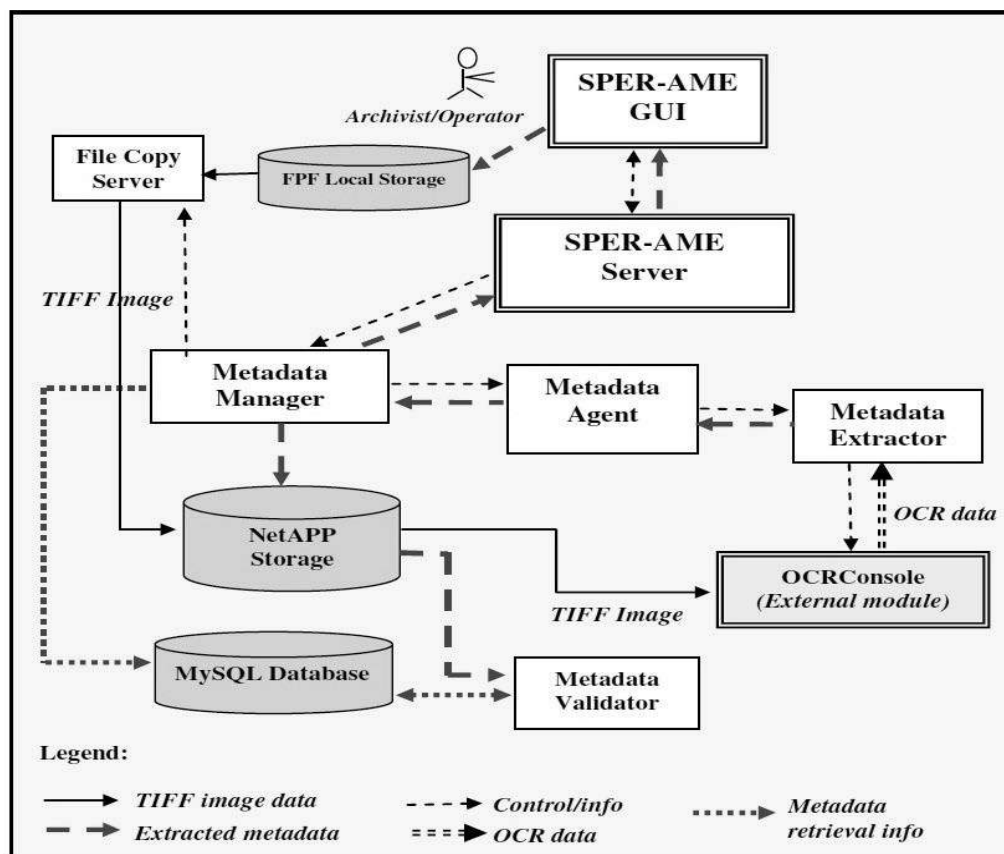 SPER-AME
GUI
Archivist/Operator
File Copy
Server
FPF Local Storage
SPER-AME
Server
TIFF Image
Metadata
Manager
Metadata
Agent
Metadata
Extractor
OCR data
NetAPP
Storage
OCRConsole
(External module)
TIFF Image
MySQL Database
Metadata
Validator
Legend:
TIFF image data
Control/info
Metadata
retrieval info
Extracted metadata
OCR data